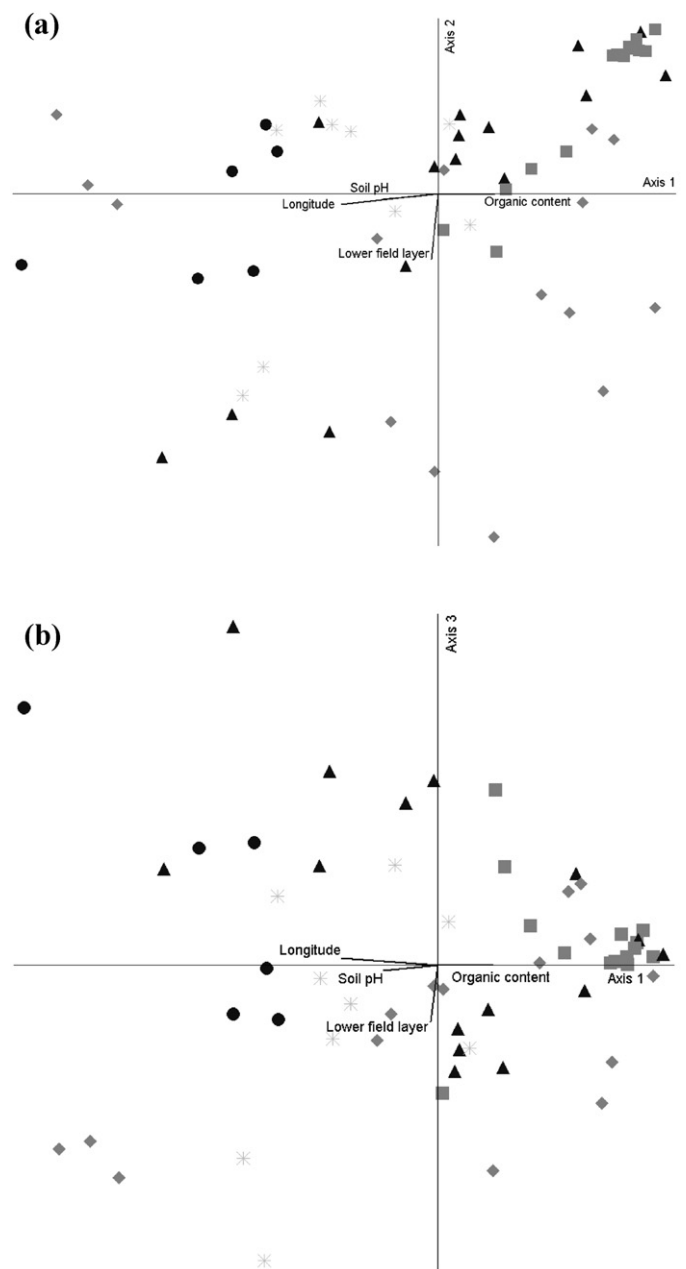 (a)
Axis 2
Axis 1
Soil pH
Longitude
Organic content
Lower field layer
(b)
Axis 3
Longitude
Soil pH
Organic content
Axis 1
Lower field layer